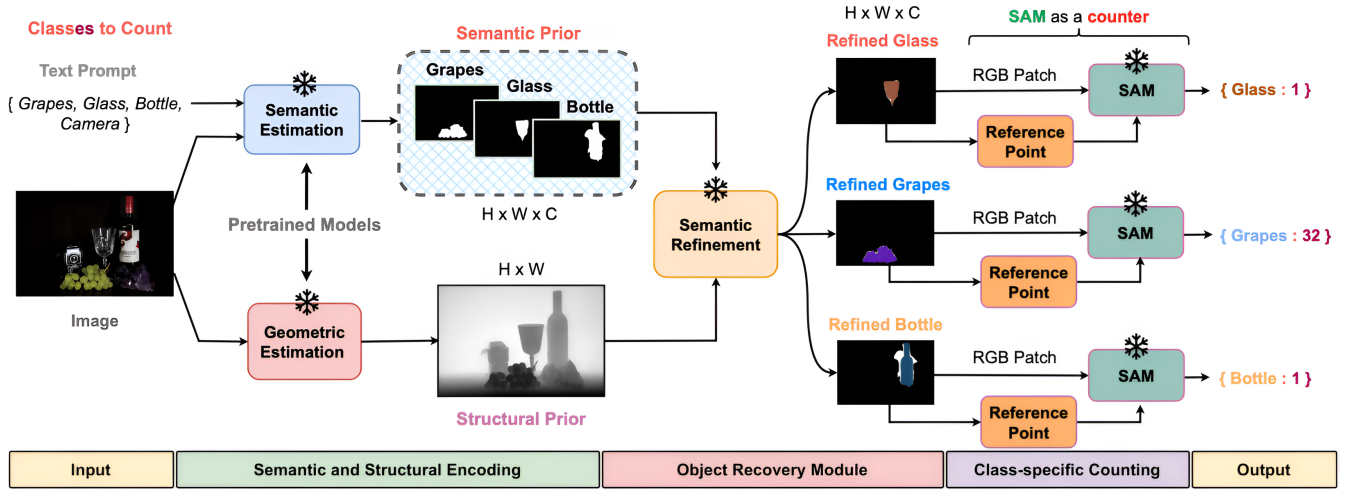 Classes to Count
Text Prompt
{ Grapes, Glass, Bottle,
Camera }
Image
Semantic
Estimation
Pretrained Models
Geometric
Estimation
Semantic Prior
Grapes
Glass
Bottle
H x W x C
H x W
Structural Prior
Semantic
Refinement
H x W x C
Refined Glass
SAM as a counter
RGB Patch
SAM
Reference
Point
{ Glass : 1 }
Refined Grapes
RGB Patch
SAM
Reference
Point
{ Grapes : 32 }
Refined Bottle
RGB Patch
SAM
Reference
Point
{ Bottle : 1 }
Input
Semantic and Structural Encoding
Object Recovery Module
Class-specific Counting
Output